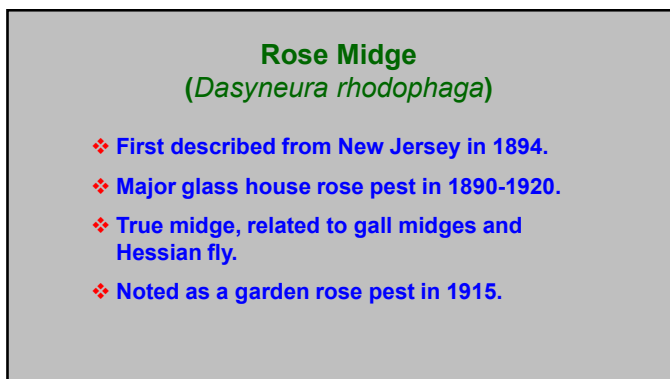 Rose Midge
(Dasyneura rhodophaga)
❖ First described from New Jersey in 1894.
❖ Major glass house rose pest in 1890-1920.
❖ True midge, related to gall midges and
Hessian fly.
❖ Noted as a garden rose pest in 1915.